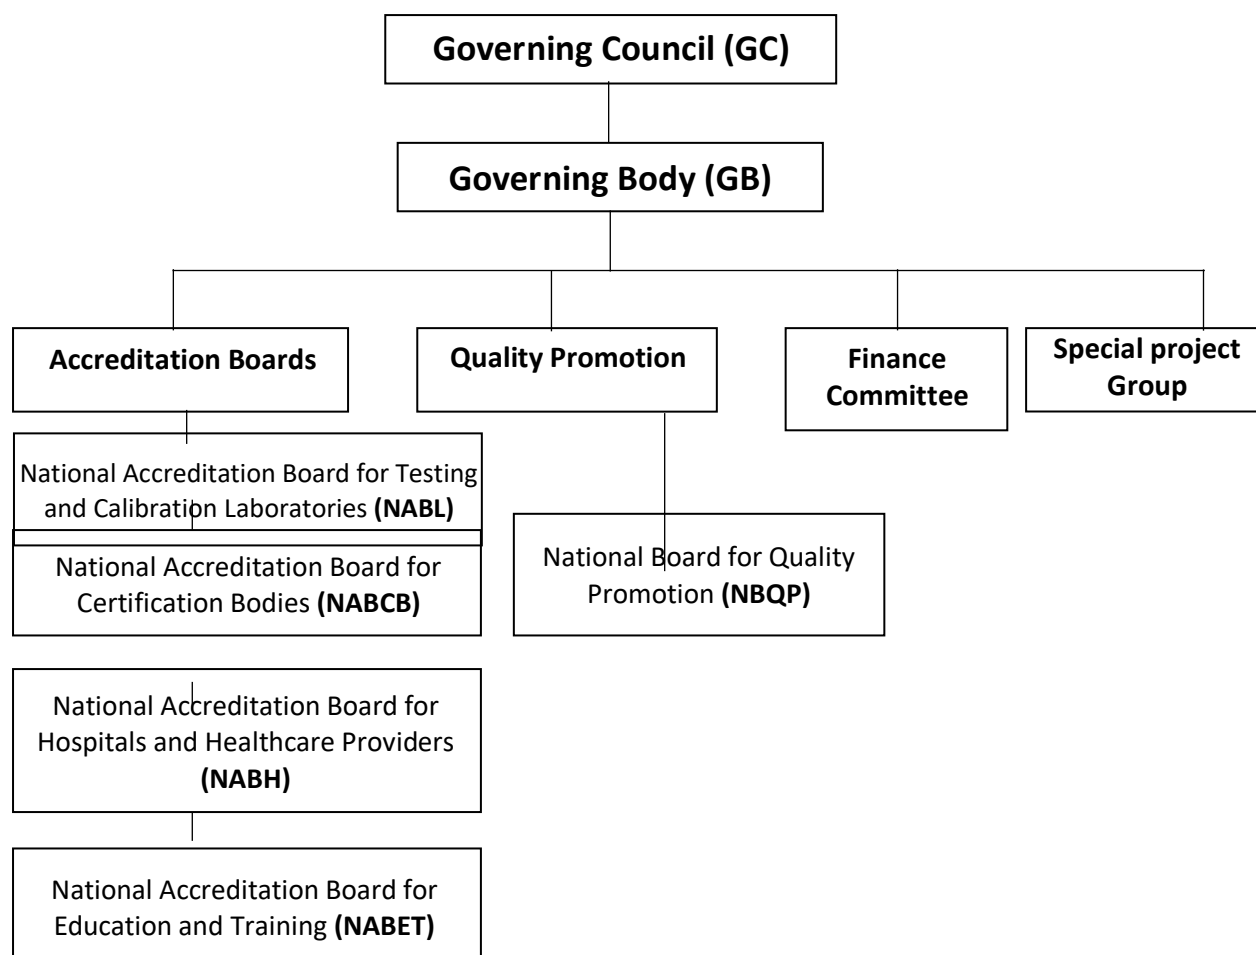 Governing Council (GC)
Governing Body (GB)
Accreditation Boards
Quality Promotion
Finance
Committee
Special project
Group
National Accreditation Board for Testing
and Calibration Laboratories (NABL)
National Accreditation Board for
Certification Bodies (NABCB)
National Board for Quality
Promotion (NBQP)
National Accreditation Board for
Hospitals and Healthcare Providers
(NABH)
National Accreditation Board for
Education and Training (NABET)